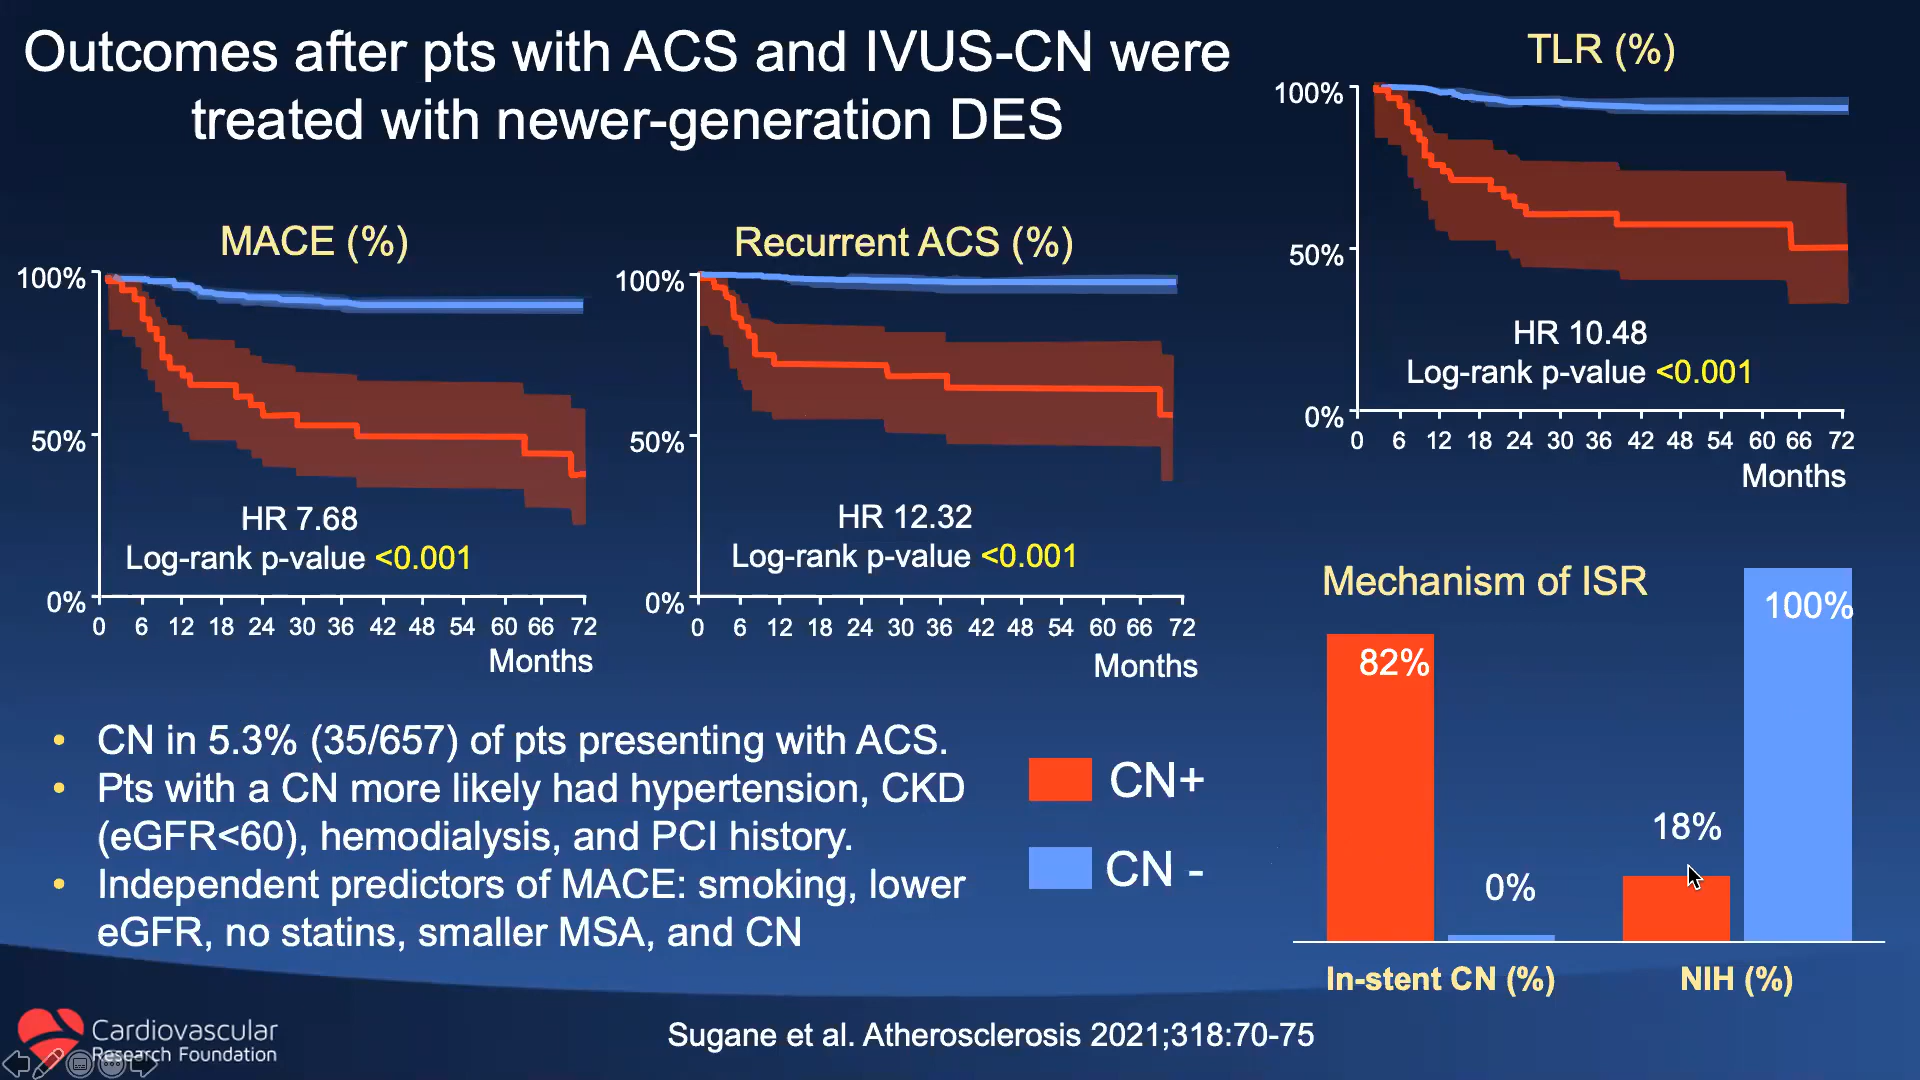 Outcomes after pts with ACS and IVUS-CN were
treated with newer-generation DES
MACE (%)
100%
50%
0%
HR 7.68
Log-rank p-value <0.001
0 6 12 18 24 30 36 42 48 54 60 66 72
Months
Recurrent ACS (%)
100%
50%
0%
HR 12.32
Log-rank p-value <0.001
0 6 12 18 24 30 36 42 48 54 60 66 72
Months
TLR (%)
100%
50%
0%
HR 10.48
Log-rank p-value <0.001
0 6 12 18 24 30 36 42 48 54 60 66 72
Months
• CN in 5.3% (35/657) of pts presenting with ACS.
• Pts with a CN more likely had hypertension, CKD
(eGFR<60), hemodialysis, and PCI history.
• Independent predictors of MACE: smoking, lower
eGFR, no statins, smaller MSA, and CN
CN+
CN -
Mechanism of ISR
82%
0%
18%
100%
In-stent CN (%)
NIH (%)
Cardiovascular
Research Foundation
Sugane et al. Atherosclerosis 2021;318:70-75